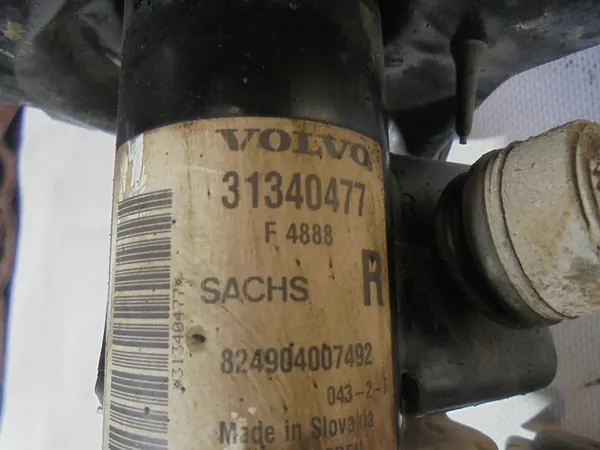 VOLVO
31340477
F 4888
SACHS R
824904007492
043-2-1
Made in Slovakia
*31340477*